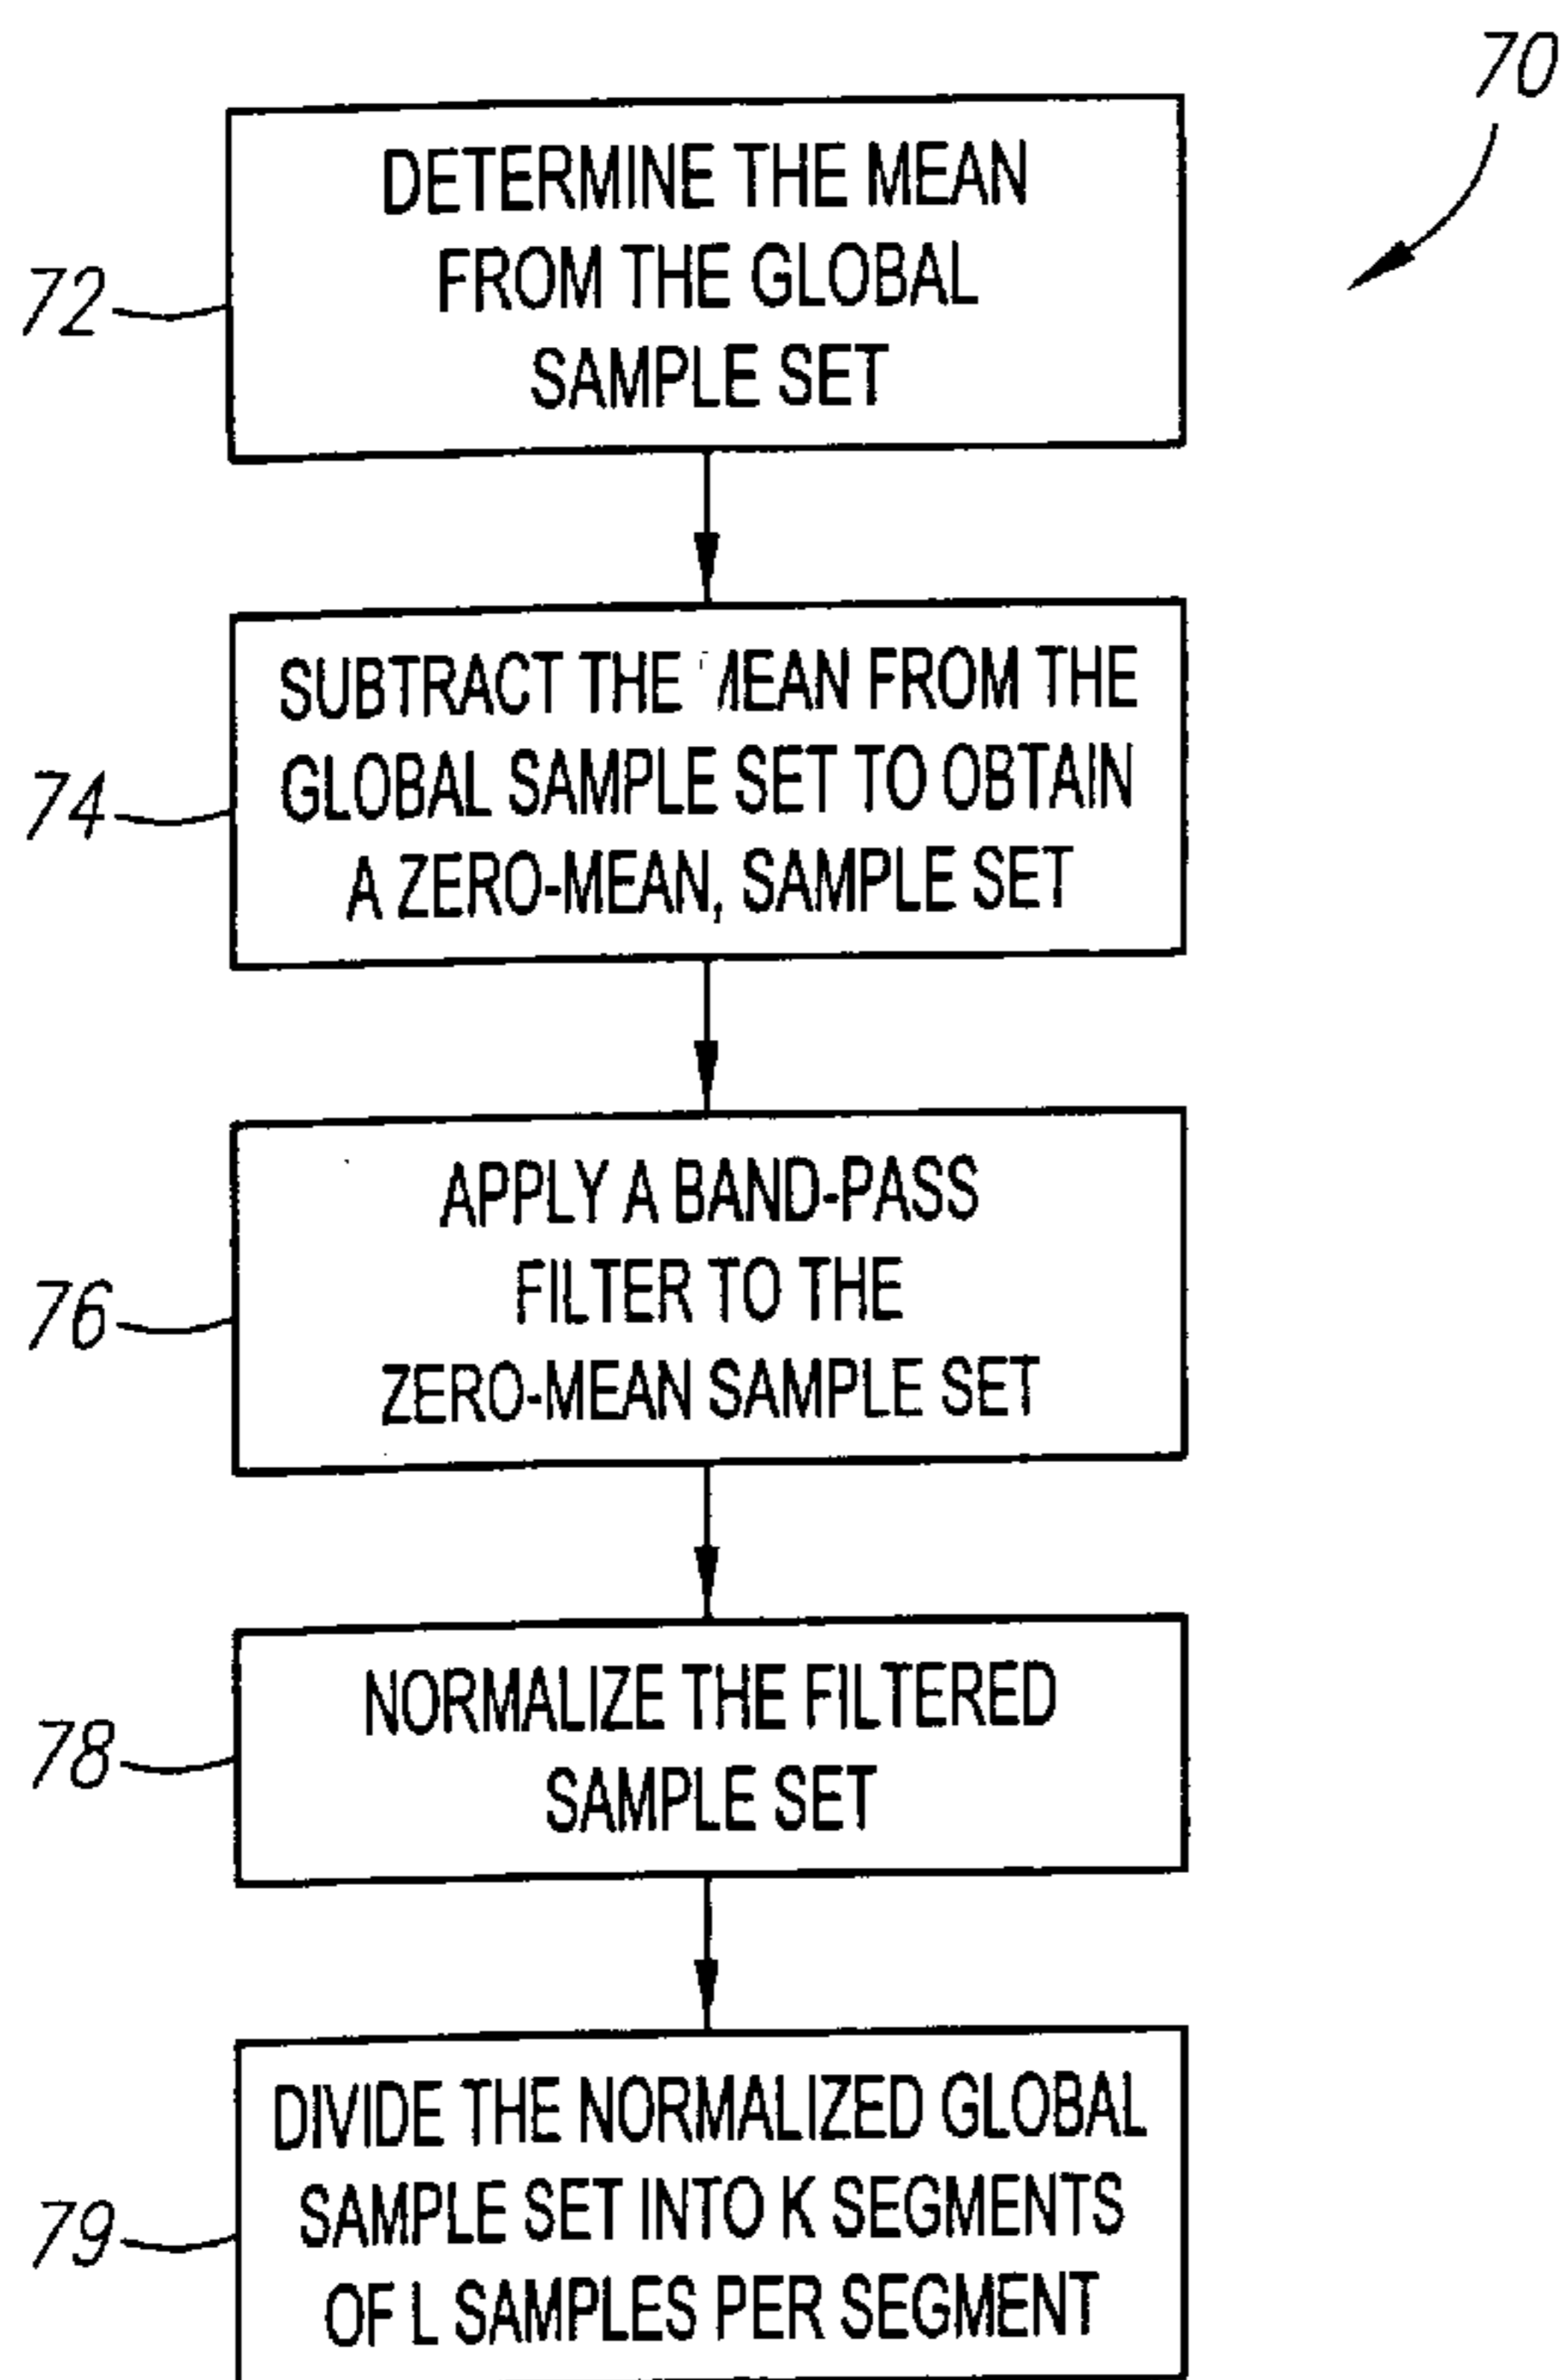 70
DETERMINE THE MEAN
FROM THE GLOBAL
SAMPLE SET
72
SUBTRACT THE MEAN FROM THE
GLOBAL SAMPLE SET TO OBTAIN
A ZERO-MEAN, SAMPLE SET
74
APPLY A BAND-PASS
FILTER TO THE
ZERO-MEAN SAMPLE SET
76
NORMALIZE THE FILTERED
SAMPLE SET
78
DIVIDE THE NORMALIZED GLOBAL
SAMPLE SET INTO K SEGMENTS
OF L SAMPLES PER SEGMENT
79